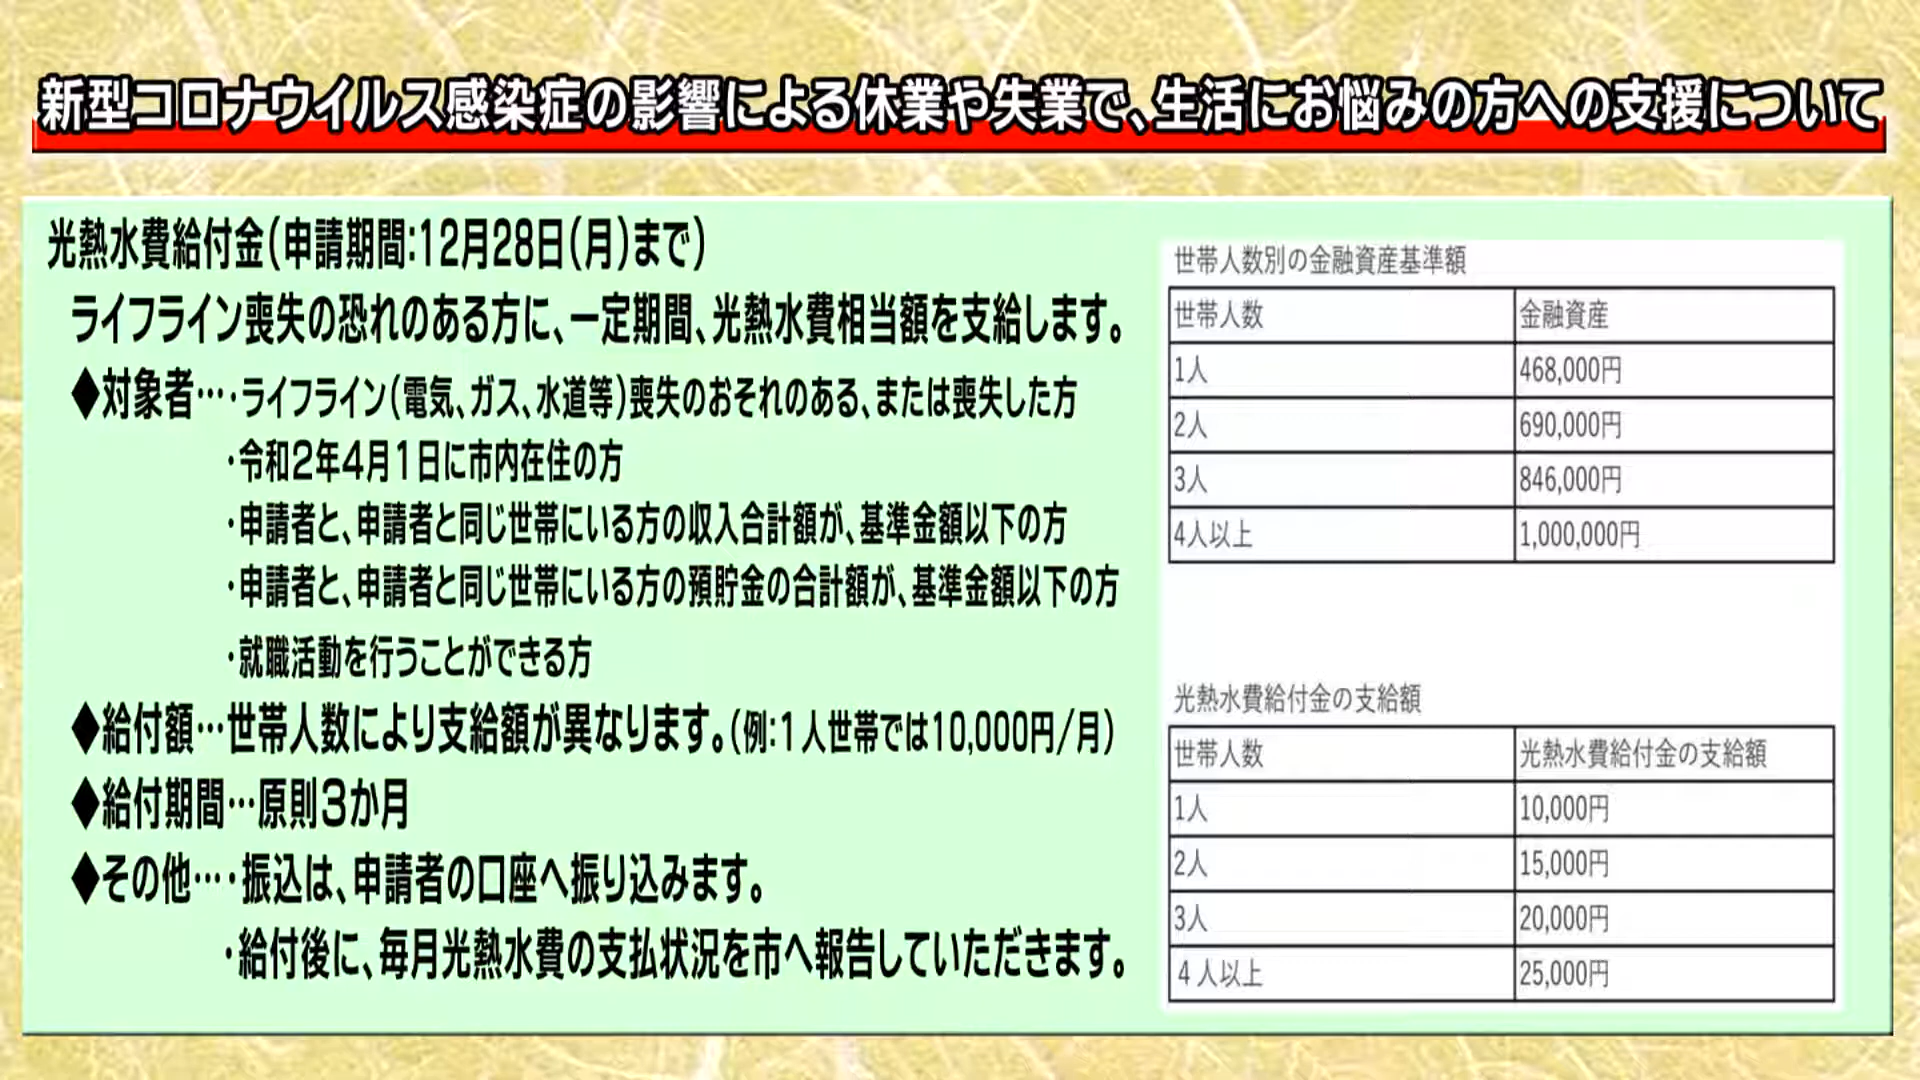 新型コロナウイルス感染症の影響による休業や失業で、生活にお悩みの方への支援について
光熱水費給付金(申請期間:12月28日(月)まで)
ライフライン喪失の恐れのある方に、一定期間、光熱水費相当額を支給します。
◆対象者…・ライフライン(電気、ガス、水道等)喪失のおそれのある、または喪失した方
・令和2年4月1日に市内在住の方
・申請者と、申請者と同じ世帯にいる方の収入合計額が、基準金額以下の方
・申請者と、申請者と同じ世帯にいる方の預貯金の合計額が、基準金額以下の方
・就職活動を行うことができる方
◆給付額…世帯人数により支給額が異なります。(例:1人世帯では10,000円/月)
◆給付期間…原則3か月
◆その他…・振込は、申請者の口座へ振り込みます。
・給付後に、毎月光熱水費の支払状況を市へ報告していただきます。
世帯人数別の金融資産基準額
世帯人数 金融資産
1人 468,000円
2人 690,000円
3人 846,000円
4人以上 1,000,000円
光熱水費給付金の支給額
世帯人数 光熱水費給付金の支給額
1人 10,000円
2人 15,000円
3人 20,000円
4人以上 25,000円